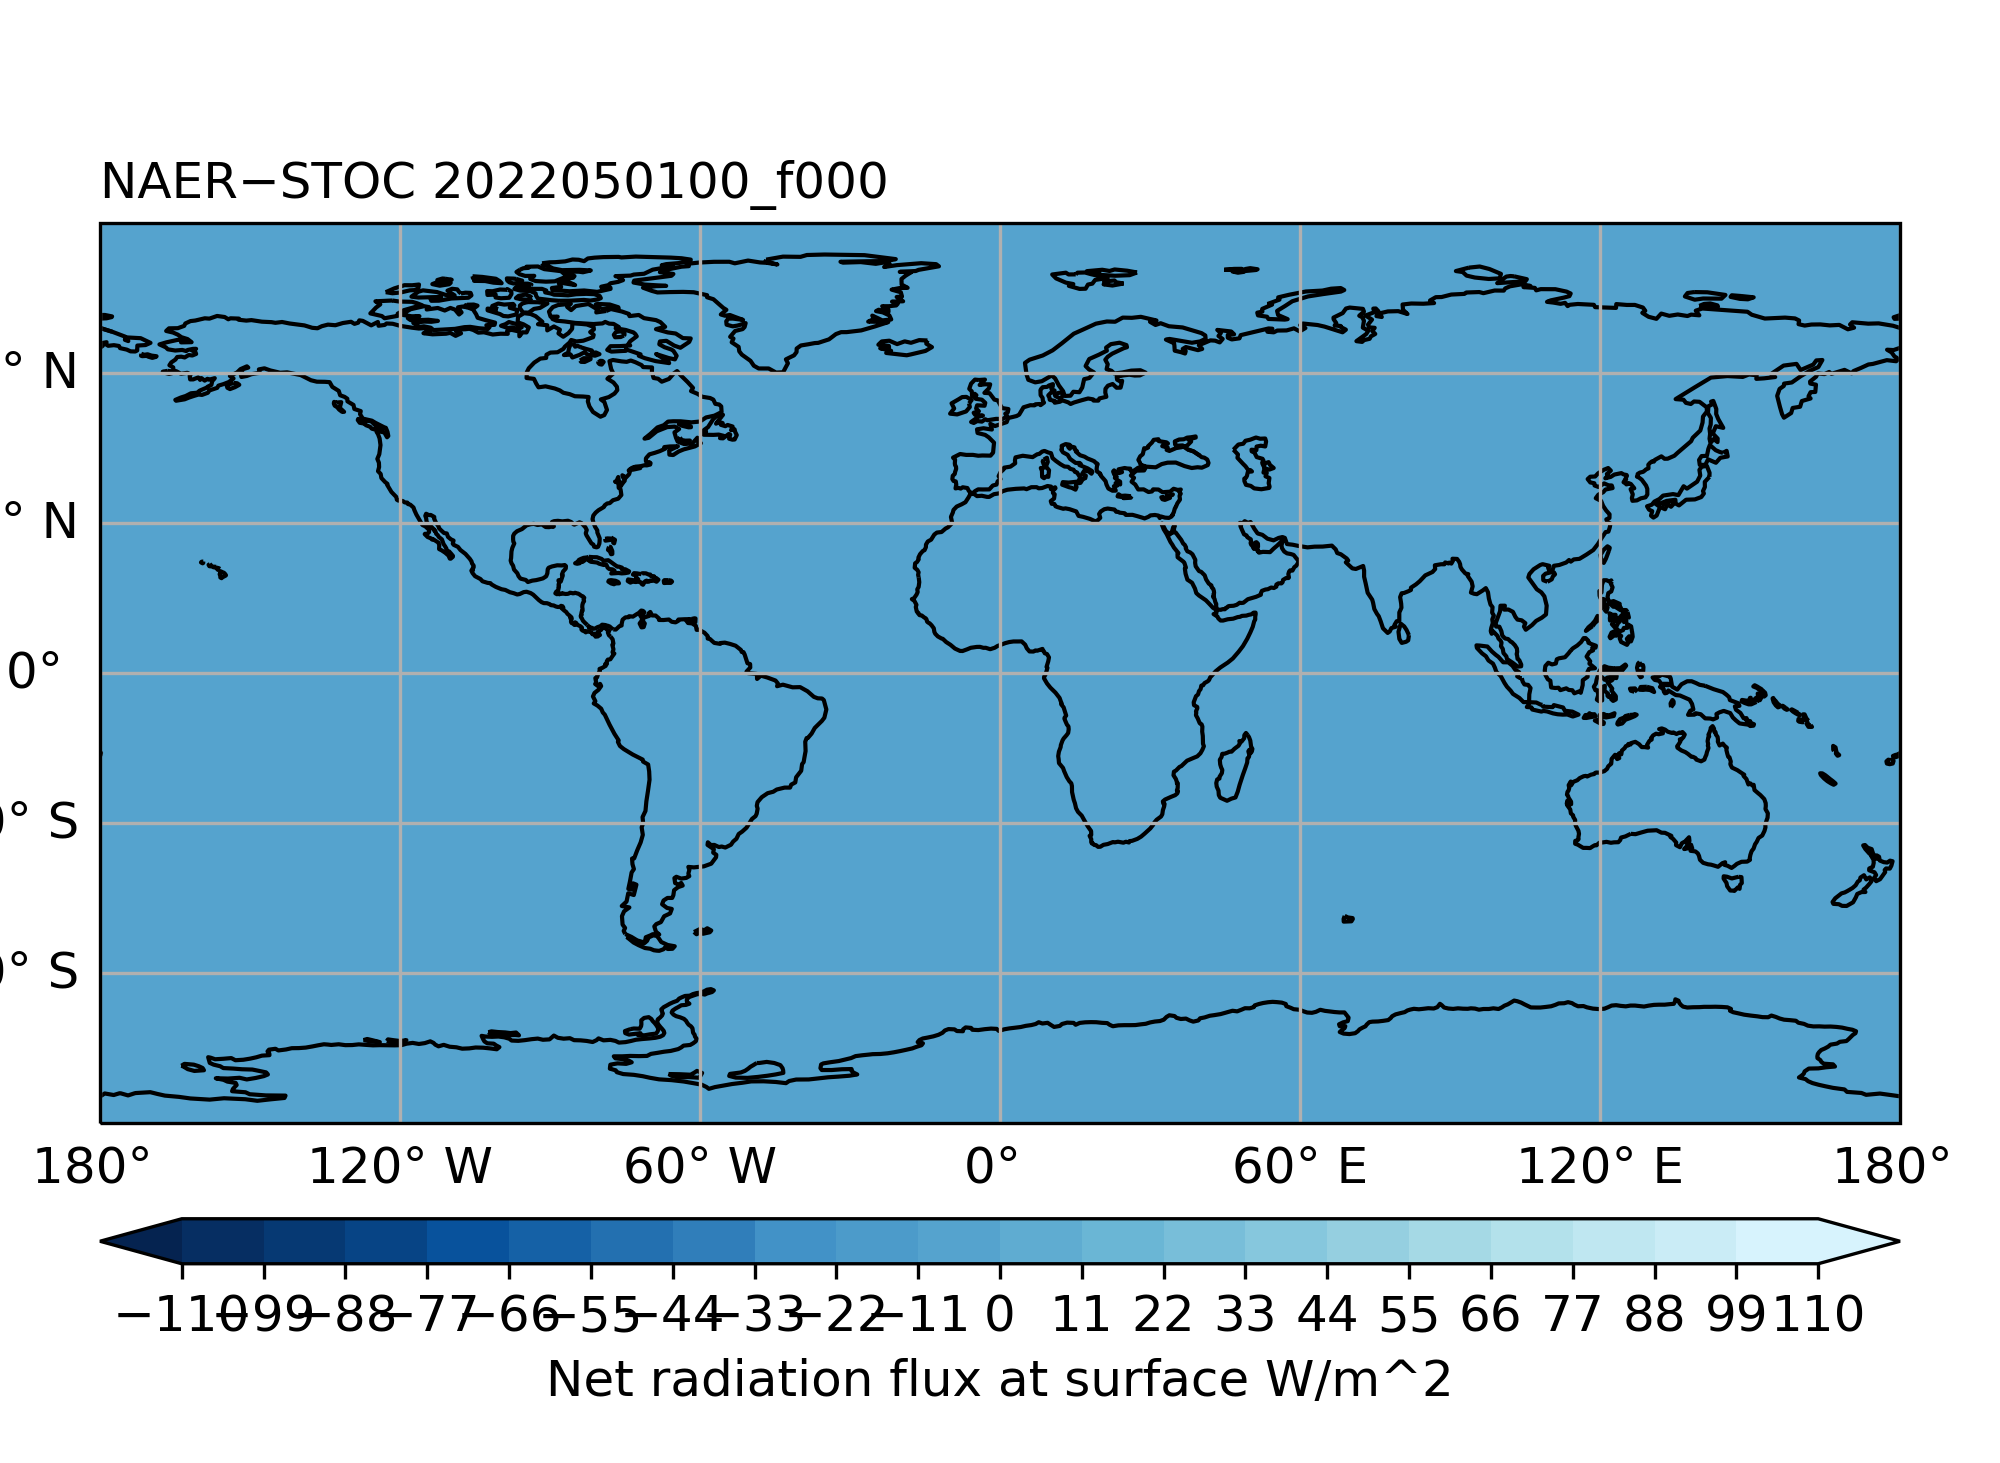 NAER−STOC 2022050100_f000
° N
° N
0°
0° S
0° S
180° 120° W 60° W 0° 60° E 120° E 180°
−110 −99 −88 −77 −66 −55 −44 −33 −22 −11 0 11 22 33 44 55 66 77 88 99 110
Net radiation flux at surface W/m^2